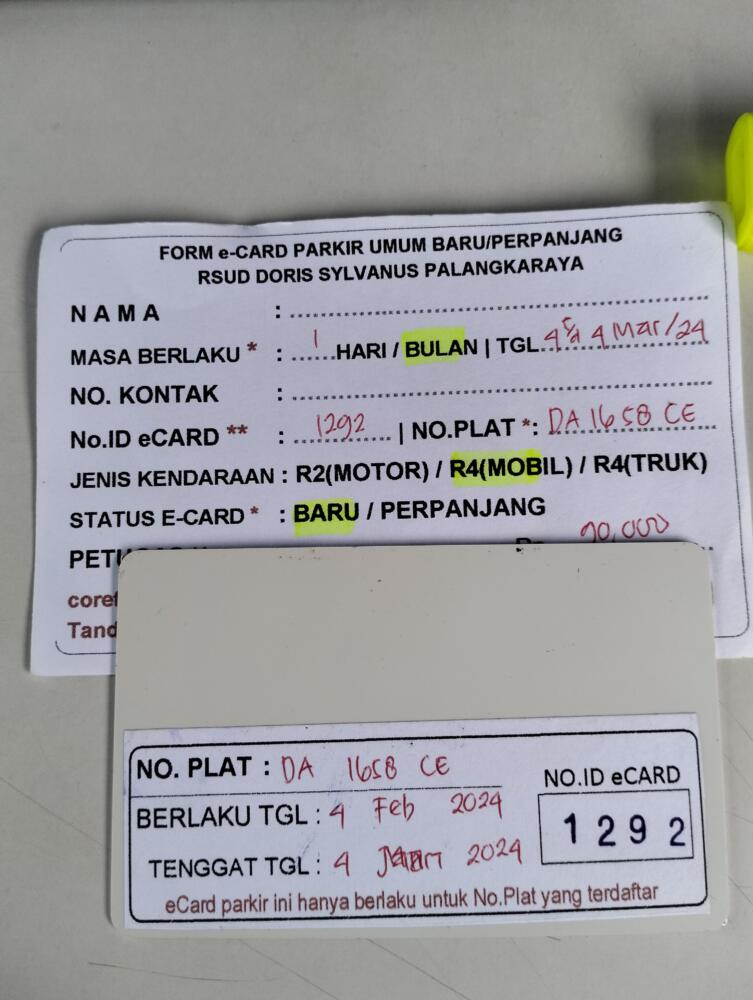 FORM e-CARD PARKIR UMUM BARU/PERPANJANG
RSUD DORIS SYLVANUS PALANGKARAYA
NAMA : ........
MASA BERLAKU * : 1 HARI / BULAN | TGL. 4 s/d 4 Mar/24
NO. KONTAK : ........
No.ID eCARD ** : 1292 | NO.PLAT *: DA 1658 CE
JENIS KENDARAAN : R2(MOTOR) / R4(MOBIL) / R4(TRUK)
STATUS E-CARD * : BARU / PERPANJANG
90,000
NO. PLAT : DA 1658 CE
BERLAKU TGL : 4 Feb 2024
TENGGAT TGL : 4 Mar 2024
NO.ID eCARD
1292
eCard parkir ini hanya berlaku untuk No.Plat yang terdaftar